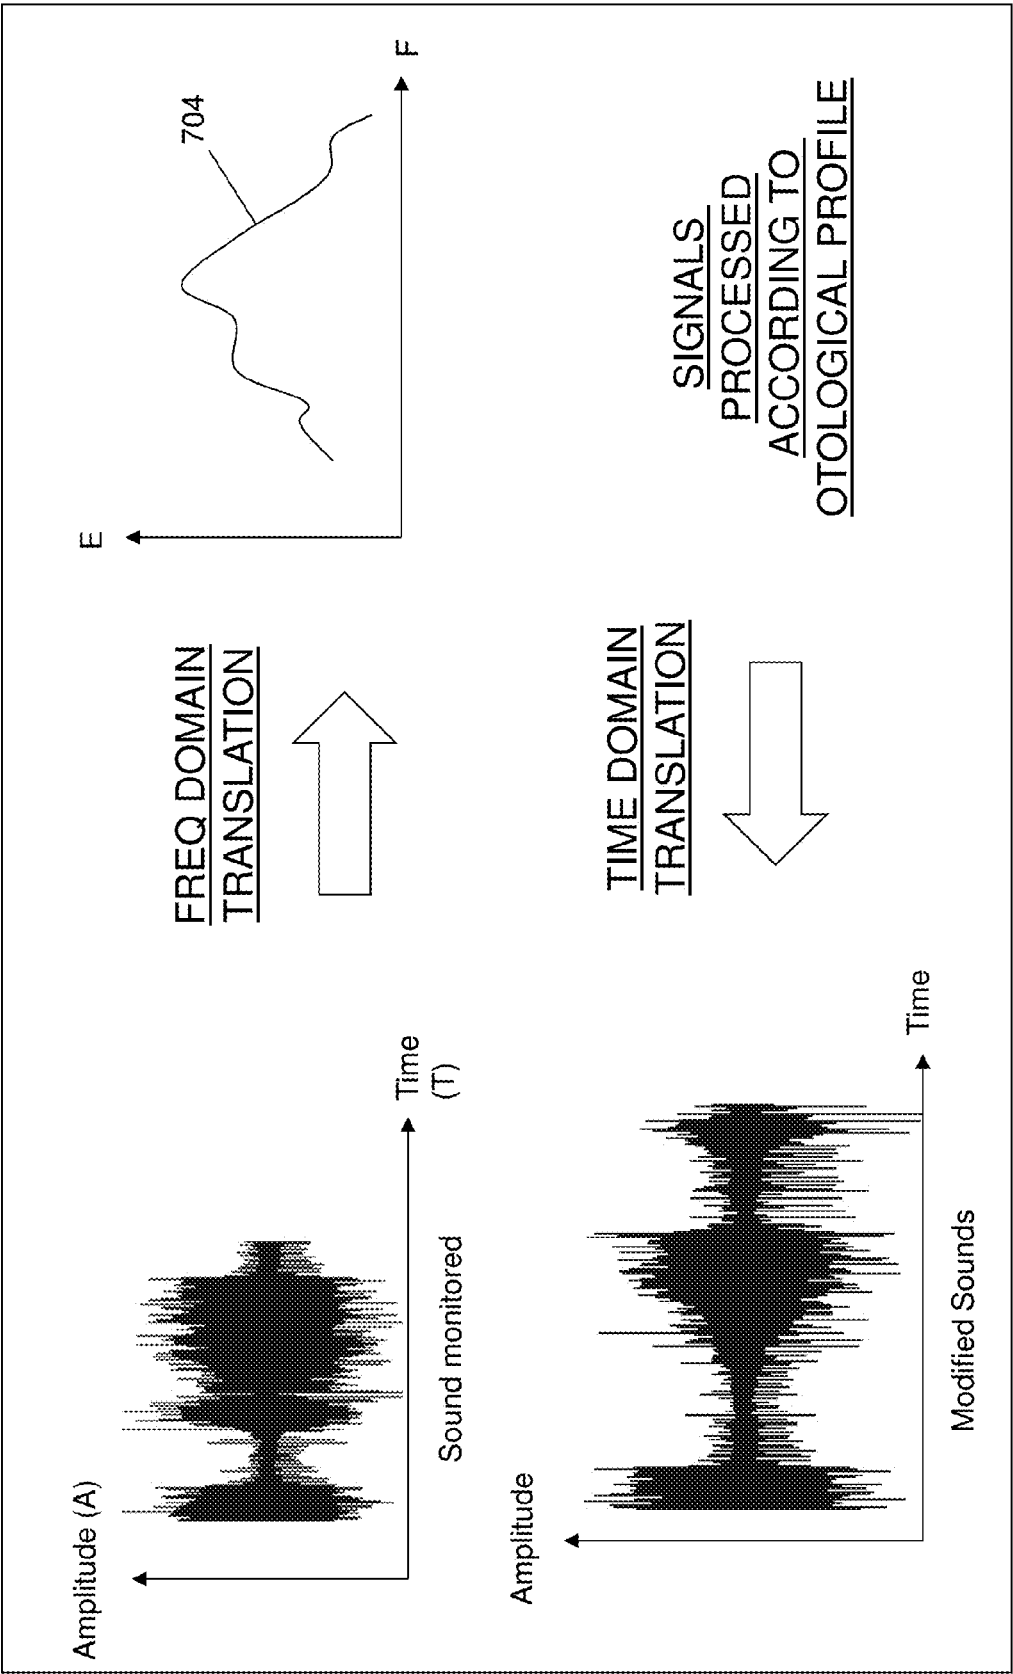 Amplitude (A)
Time
(T)
Sound monitored
FREQ DOMAIN
TRANSLATION
E
704
F
Amplitude
Time
Modified Sounds
TIME DOMAIN
TRANSLATION
SIGNALS
PROCESSED
ACCORDING TO
OTOLOGICAL PROFILE